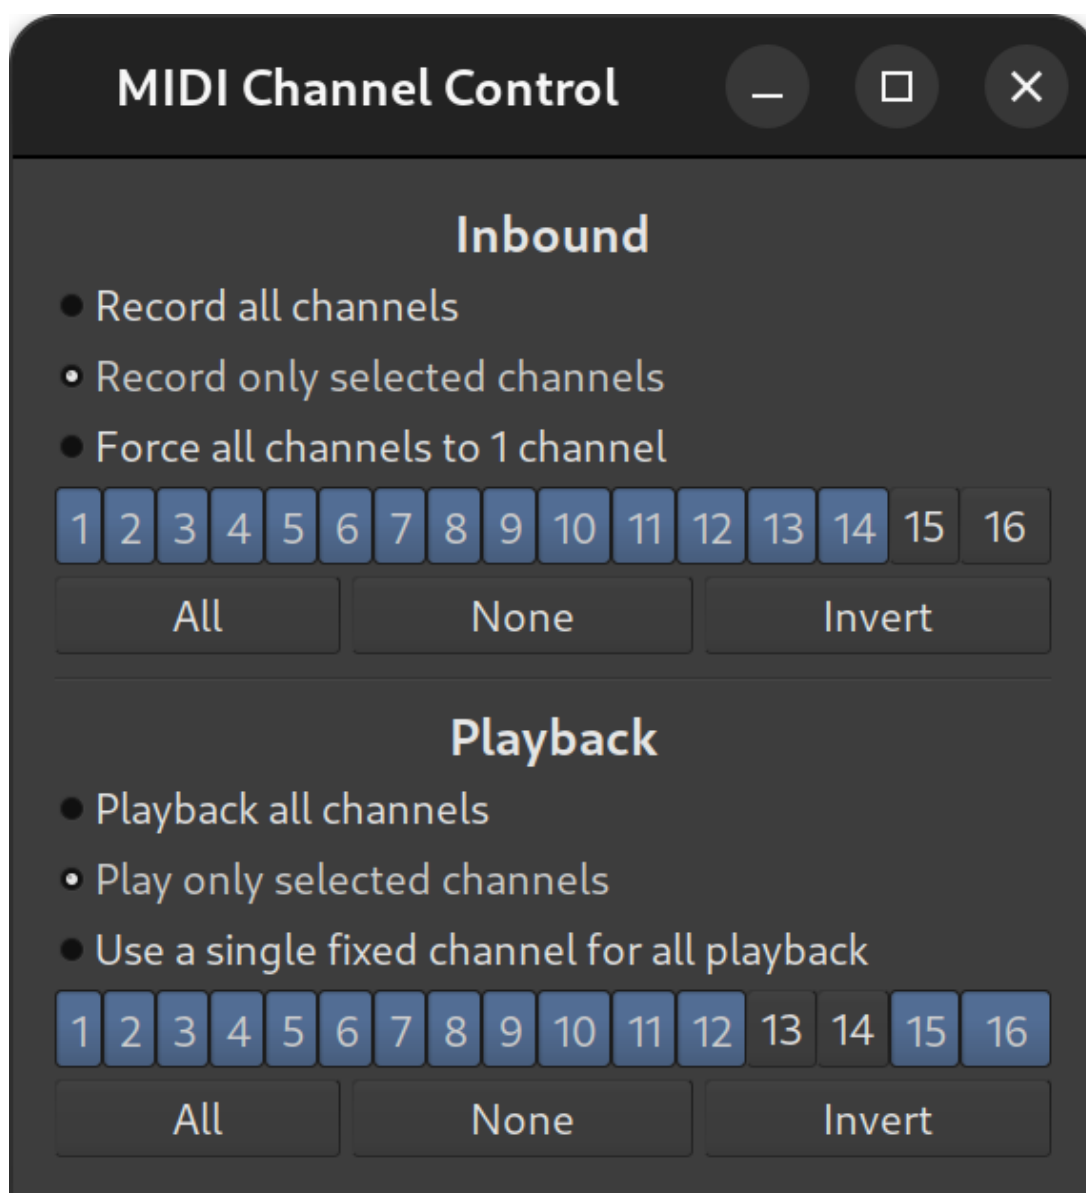 MIDI Channel Control
Inbound
Record all channels
Record only selected channels
Force all channels to 1 channel
1 2 3 4 5 6 7 8 9 10 11 12 13 14 15 16
All None Invert
Playback
Playback all channels
Play only selected channels
Use a single fixed channel for all playback
1 2 3 4 5 6 7 8 9 10 11 12 13 14 15 16
All None Invert